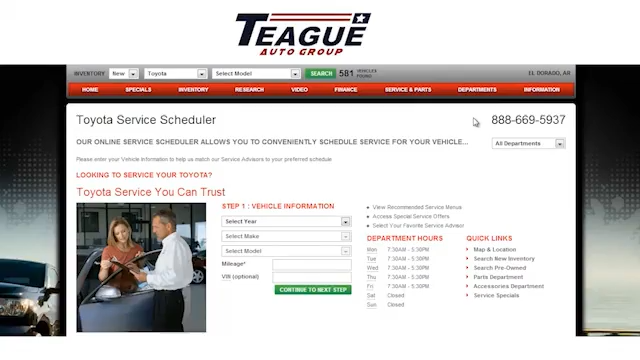 TEAGUE
AUTO GROUP
INVENTORY New Toyota Select Model SEARCH 581 VEHICLES FOUND EL DORADO, AR
HOME SPECIALS INVENTORY RESEARCH VIDEO FINANCE SERVICE & PARTS DEPARTMENTS INFORMATION
Toyota Service Scheduler 888-669-5937
OUR ONLINE SERVICE SCHEDULER ALLOWS YOU TO CONVENIENTLY SCHEDULE SERVICE FOR YOUR VEHICLE... All Departments
Please enter your Vehicle Information to help us match our Service Advisors to your preferred schedule
LOOKING TO SERVICE YOUR TOYOTA?
Toyota Service You Can Trust
STEP 1 : VEHICLE INFORMATION
Select Year
Select Make
Select Model
Mileage*
VIN (optional)
CONTINUE TO NEXT STEP
View Recommended Service Menus
Access Special Service Offers
Select Your Favorite Service Advisor
DEPARTMENT HOURS
Mon 7:30AM - 5:30PM
Tue 7:30AM - 5:30PM
Wed 7:30AM - 5:30PM
Thu 7:30AM - 5:30PM
Fri 7:30AM - 5:30PM
Sat Closed
Sun Closed
QUICK LINKS
Map & Location
Search New Inventory
Search Pre-Owned
Parts Department
Accessories Department
Service Specials